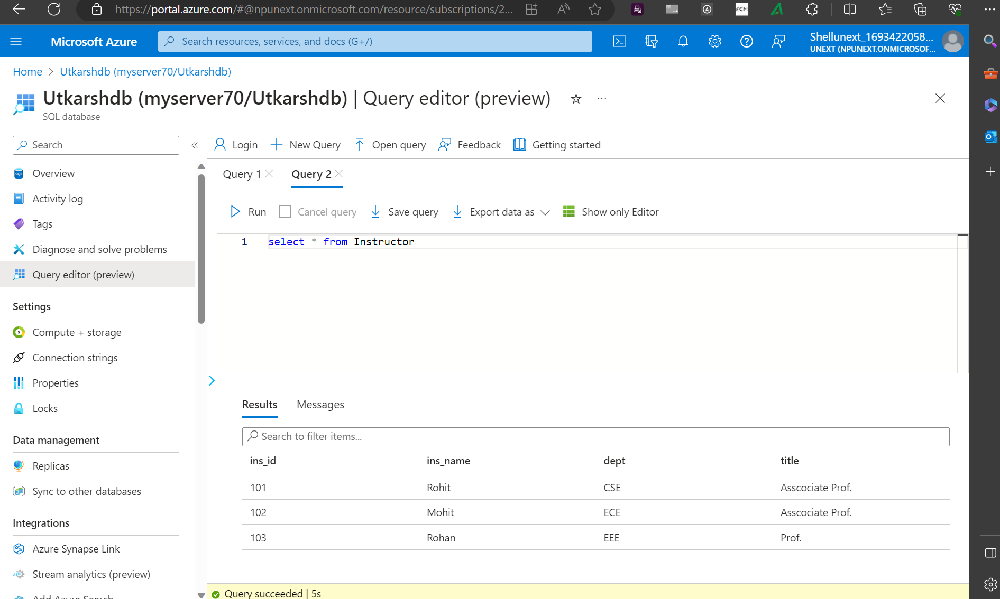 https://portal.azure.com/#@npunext.onmicrosoft.com/resource/subscriptions/2...
FCM
Microsoft Azure
Search resources, services, and docs (G+/)
Shellunext_1693422058...
UNEXT (NPUNEXT.ONMICROSOF...
Home > Utkarshdb (myserver70/Utkarshdb)
Utkarshdb (myserver70/Utkarshdb) | Query editor (preview)
SQL database
Search
Login
New Query
Open query
Feedback
Getting started
Overview
Activity log
Tags
Diagnose and solve problems
Query editor (preview)
Settings
Compute + storage
Connection strings
Properties
Locks
Data management
Replicas
Sync to other databases
Integrations
Azure Synapse Link
Stream analytics (preview)
Add Azure Search
Query 1
Query 2
Run
Cancel query
Save query
Export data as
Show only Editor
1 select * from Instructor
Results
Messages
Search to filter items...
ins_id ins_name dept title
101 Rohit CSE Asscociate Prof.
102 Mohit ECE Asscociate Prof.
103 Rohan EEE Prof.
Query succeeded | 5s